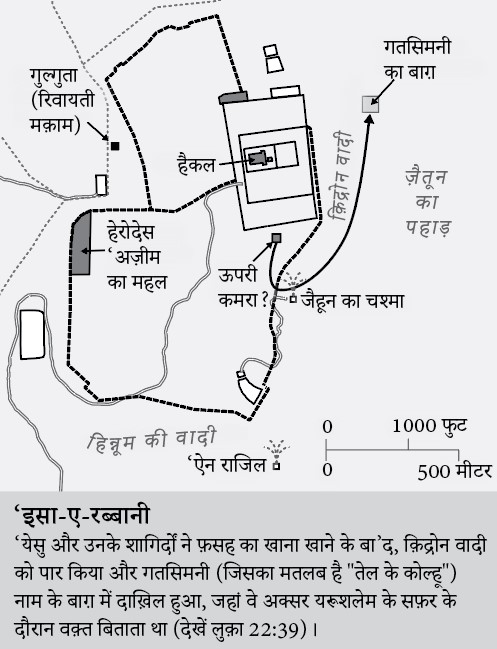 गतसिमनी
का बाग़
गुल्गुता
(रिवायती
मक़ाम)
हैकल
क़िद्रोन वादी
ज़ैतून
का
पहाड़
हेरोदेस
‘अज़ीम
का महल
ऊपरी
कमरा ?
जैहून का चश्मा
हिन्नूम की वादी
‘ऐन राजिल
0 1000 फुट
0 500 मीटर
‘इसा-ए-रब्बानी
‘येसु और उनके शागिर्दों ने फ़सह का खाना खाने के बा’द, क़िद्रोन वादी
को पार किया और गतसिमनी (जिसका मतलब है "तेल के कोल्हू")
नाम के बाग़ में दाख़िल हुआ, जहां वे अक्सर यरूशलेम के सफ़र के
दौरान वक़्त बिताता था (देखें लुक़ा 22:39) ।